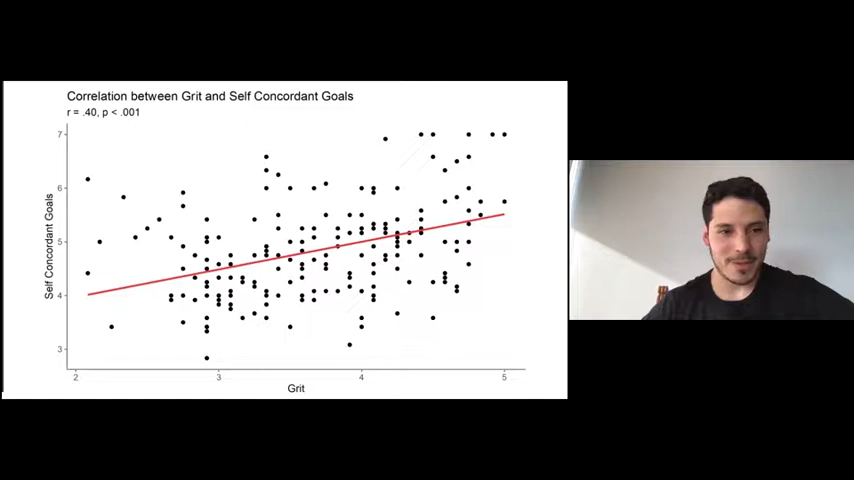 Correlation between Grit and Self Concordant Goals
r = .40, p < .001
7
6
5
4
3
Self Concordant Goals
2
3
4
5
Grit